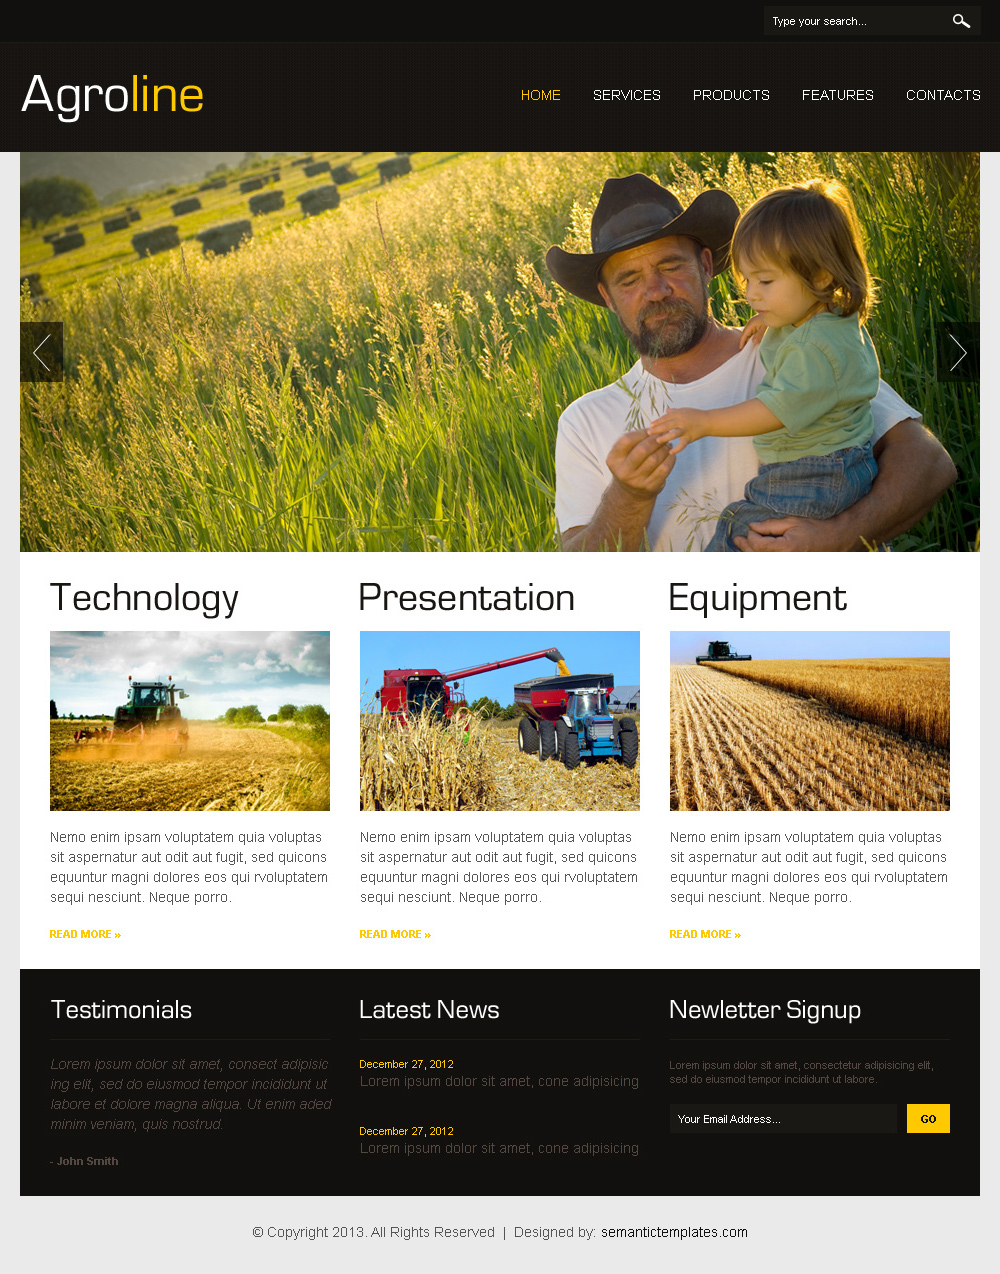 Type your search...
Agroline
HOME SERVICES PRODUCTS FEATURES CONTACTS
Technology
Nemo enim ipsam voluptatem quia voluptas
sit aspernatur aut odit aut fugit, sed quicons
equuntur magni dolores eos qui rvoluptatem
sequi nesciunt. Neque porro.
READ MORE »
Presentation
Nemo enim ipsam voluptatem quia voluptas
sit aspernatur aut odit aut fugit, sed quicons
equuntur magni dolores eos qui rvoluptatem
sequi nesciunt. Neque porro.
READ MORE »
Equipment
Nemo enim ipsam voluptatem quia voluptas
sit aspernatur aut odit aut fugit, sed quicons
equuntur magni dolores eos qui rvoluptatem
sequi nesciunt. Neque porro.
READ MORE »
Testimonials
Lorem ipsum dolor sit amet, consect adipisic
ing elit, sed do eiusmod tempor incididunt ut
labore et dolore magna aliqua. Ut enim aded
minim veniam, quis nostrud.
- John Smith
Latest News
December 27, 2012
Lorem ipsum dolor sit amet, cone adipisicing
December 27, 2012
Lorem ipsum dolor sit amet, cone adipisicing
Newletter Signup
Lorem ipsum dolor sit amet, consectetur adipisicing elit,
sed do eiusmod tempor incididunt ut labore.
Your Email Address...
GO
© Copyright 2013. All Rights Reserved | Designed by: semantictemplates.com